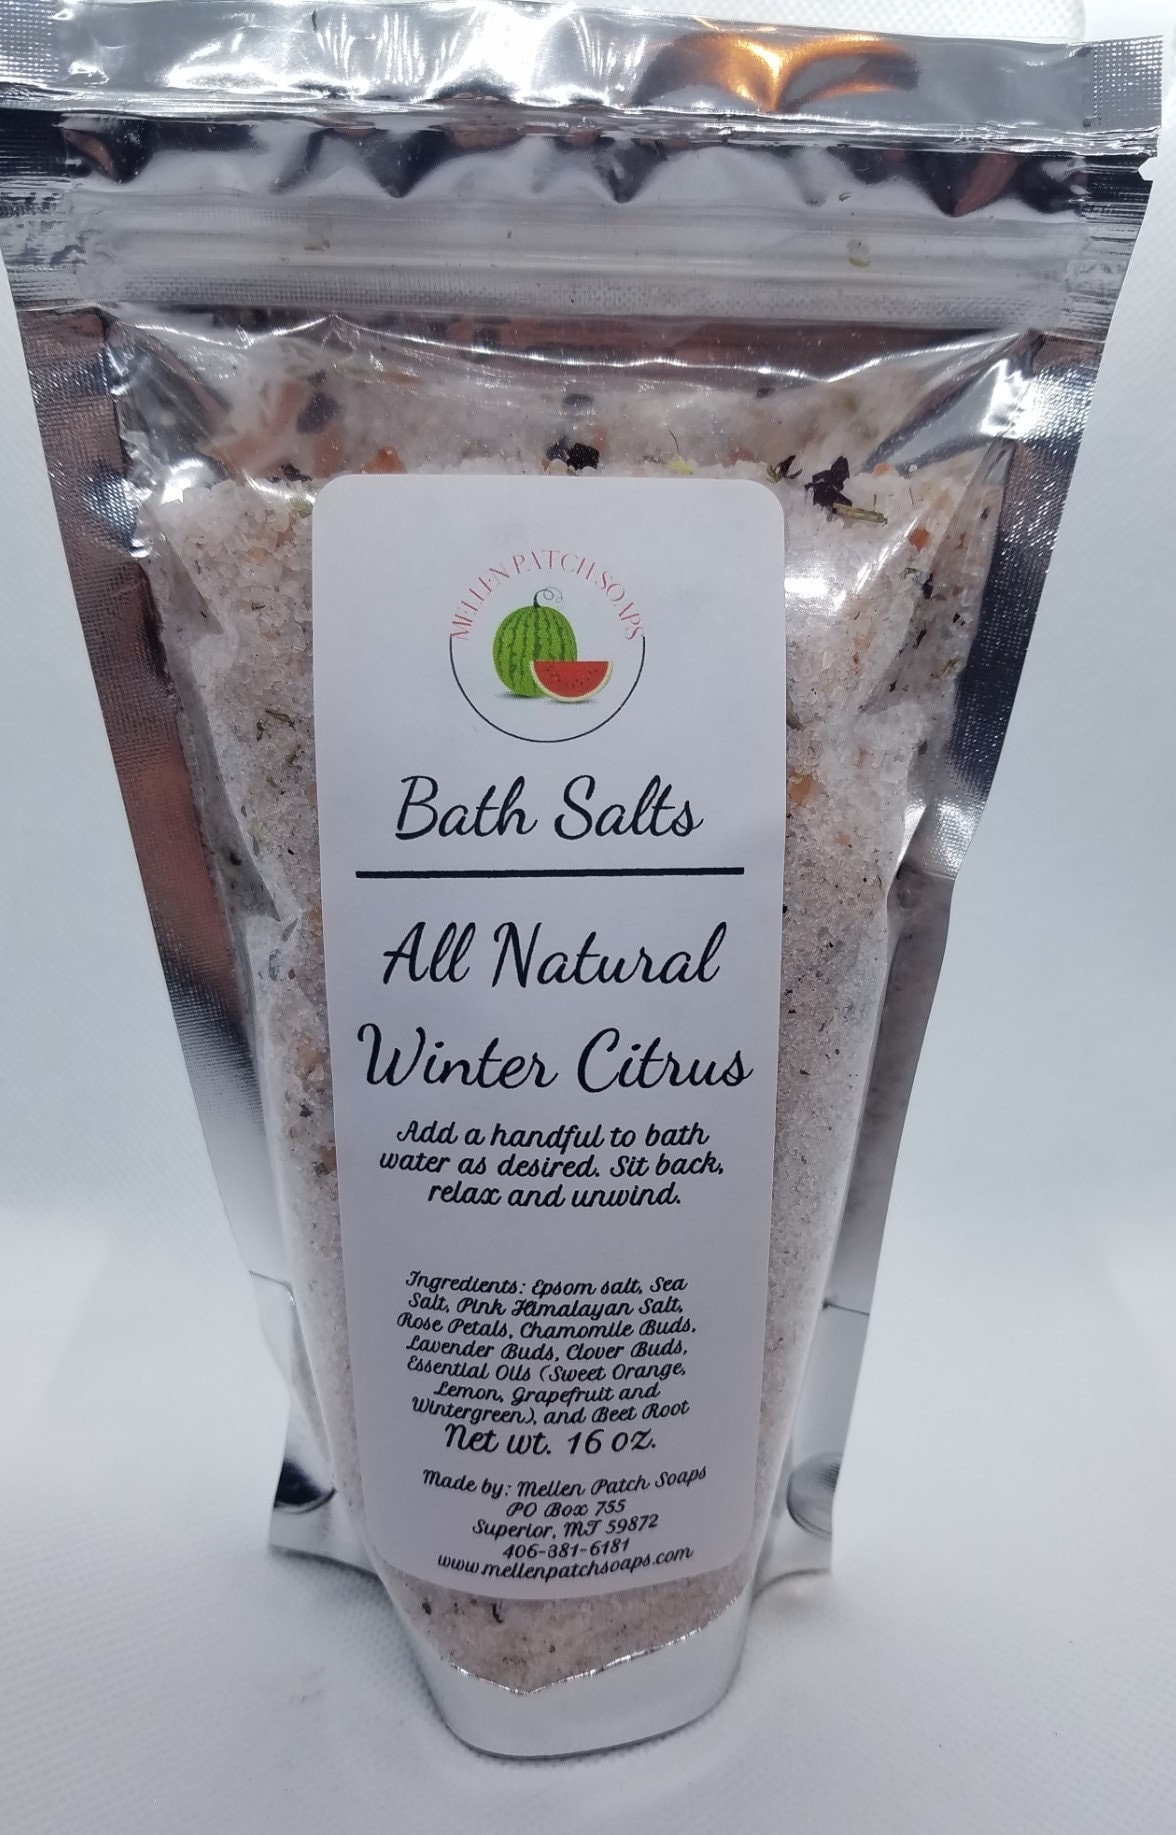 MELLEN PATCH SOAPS
Bath Salts
All Natural
Winter Citrus
Add a handful to bath
water as desired. Sit back,
relax and unwind.
Ingredients: Epsom salt, Sea
Salt, Pink Himalayan Salt,
Rose Petals, Chamomile Buds,
Lavender Buds, Clover Buds,
Essential Oils (Sweet Orange,
Lemon, Grapefruit and
Wintergreen), and Beet Root
Net wt. 16 oz.
Made by: Mellen Patch Soaps
PO Box 755
Superior, MT 59872
406-381-6181
www.mellenpatchsoaps.com